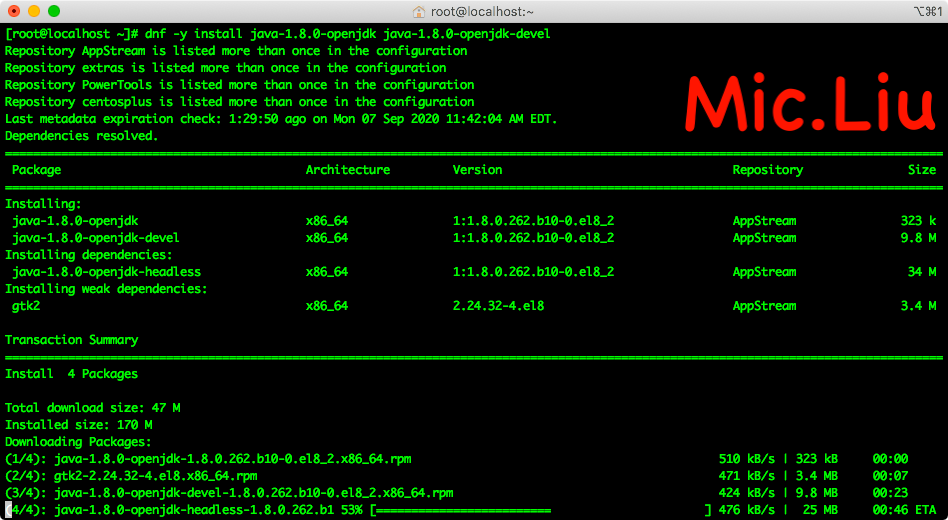 root@localhost:~
⌥⌘1
[root@localhost ~]# dnf -y install java-1.8.0-openjdk java-1.8.0-openjdk-devel
Repository AppStream is listed more than once in the configuration
Repository extras is listed more than once in the configuration
Repository PowerTools is listed more than once in the configuration
Repository centosplus is listed more than once in the configuration
Last metadata expiration check: 1:29:50 ago on Mon 07 Sep 2020 11:42:04 AM EDT.
Dependencies resolved.
Mic.Liu
Package Architecture Version Repository Size
Installing:
java-1.8.0-openjdk x86_64 1:1.8.0.262.b10-0.el8_2 AppStream 323 k
java-1.8.0-openjdk-devel x86_64 1:1.8.0.262.b10-0.el8_2 AppStream 9.8 M
Installing dependencies:
java-1.8.0-openjdk-headless x86_64 1:1.8.0.262.b10-0.el8_2 AppStream 34 M
Installing weak dependencies:
gtk2 x86_64 2.24.32-4.el8 AppStream 3.4 M
Transaction Summary
Install 4 Packages
Total download size: 47 M
Installed size: 170 M
Downloading Packages:
(1/4): java-1.8.0-openjdk-1.8.0.262.b10-0.el8_2.x86_64.rpm 510 kB/s | 323 kB 00:00
(2/4): gtk2-2.24.32-4.el8.x86_64.rpm 471 kB/s | 3.4 MB 00:07
(3/4): java-1.8.0-openjdk-devel-1.8.0.262.b10-0.el8_2.x86_64.rpm 424 kB/s | 9.8 MB 00:23
(4/4): java-1.8.0-openjdk-headless-1.8.0.262.b1 53% [========================= ] 476 kB/s | 25 MB 00:46 ETA